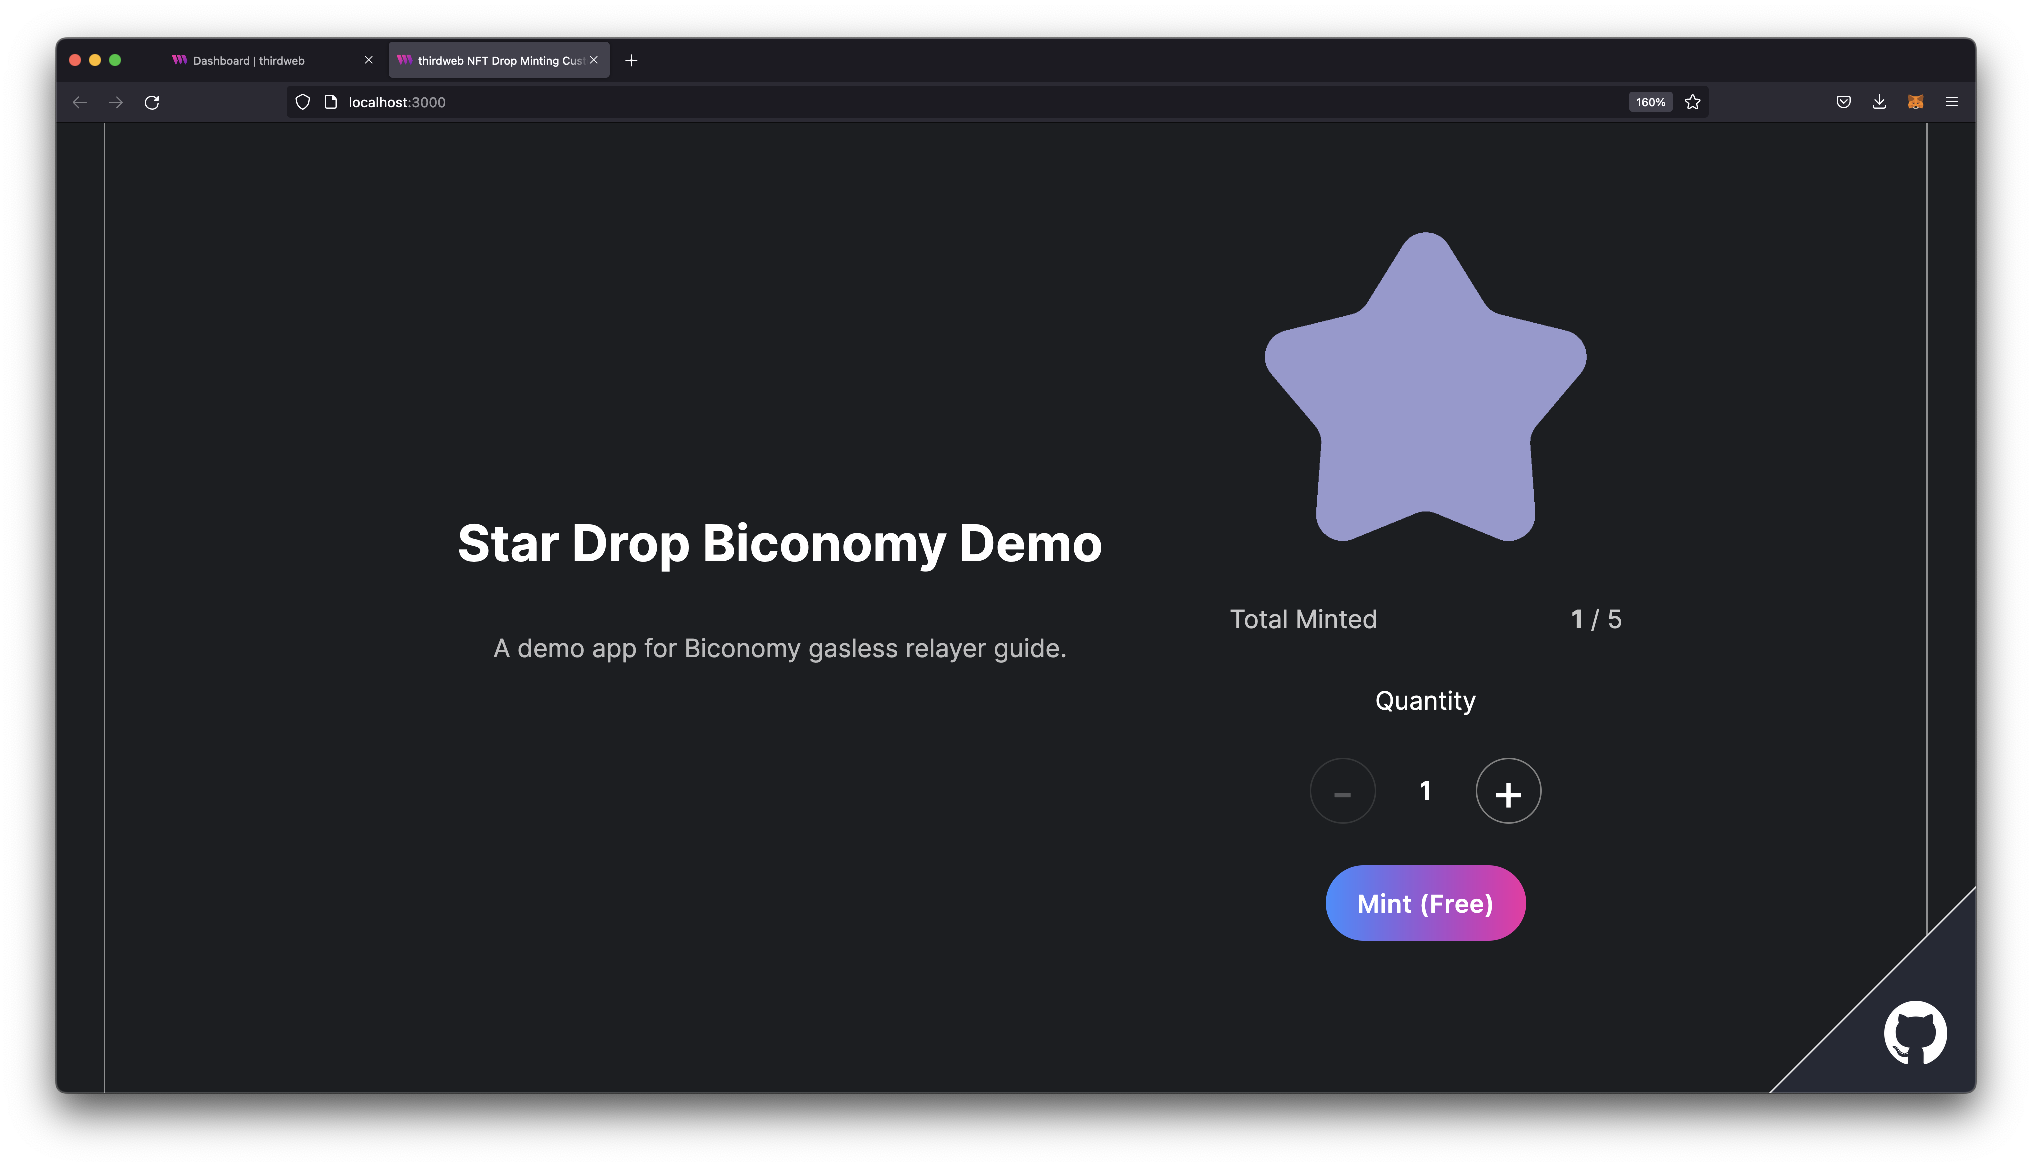 Dashboard | thirdweb
thirdweb NFT Drop Minting Cust
localhost:3000
160%
Star Drop Biconomy Demo
A demo app for Biconomy gasless relayer guide.
Total Minted 1 / 5
Quantity
- 1 +
Mint (Free)